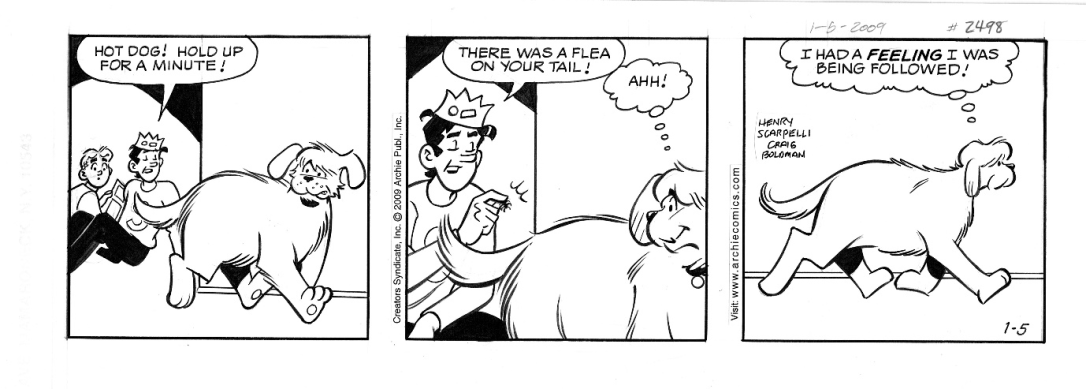 1-5-2009 # 2498
HOT DOG! HOLD UP
FOR A MINUTE!
THERE WAS A FLEA
ON YOUR TAIL!
AHH!
Creators Syndicate, Inc. © 2009 Archie Publ., Inc.
I HAD A FEELING I WAS
BEING FOLLOWED!
HENRY
SCARPELLI
CRAIG
BOLDMAN
Visit: www.archiecomics.com
1-5